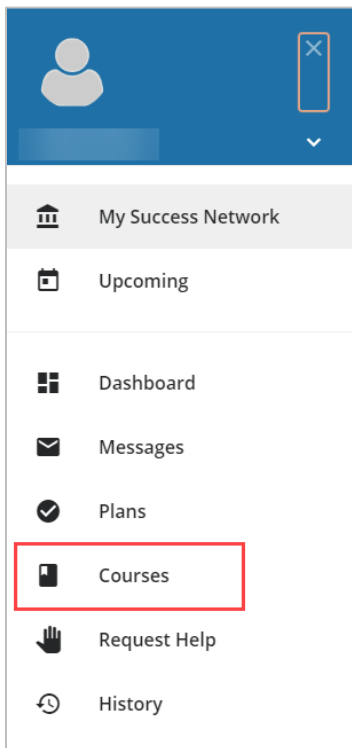 My Success Network
Upcoming
Dashboard
Messages
Plans
Courses
Request Help
History